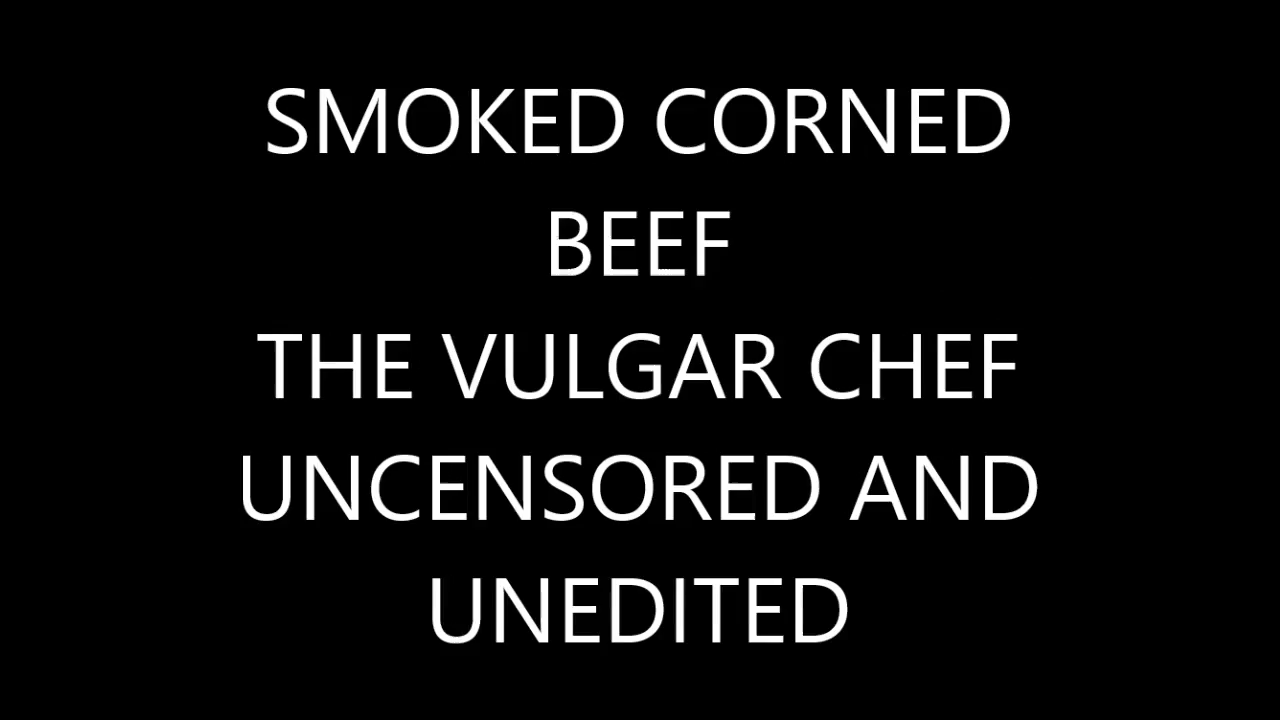 SMOKED CORNED
BEEF
THE VULGAR CHEF
UNCENSORED AND
UNEDITED